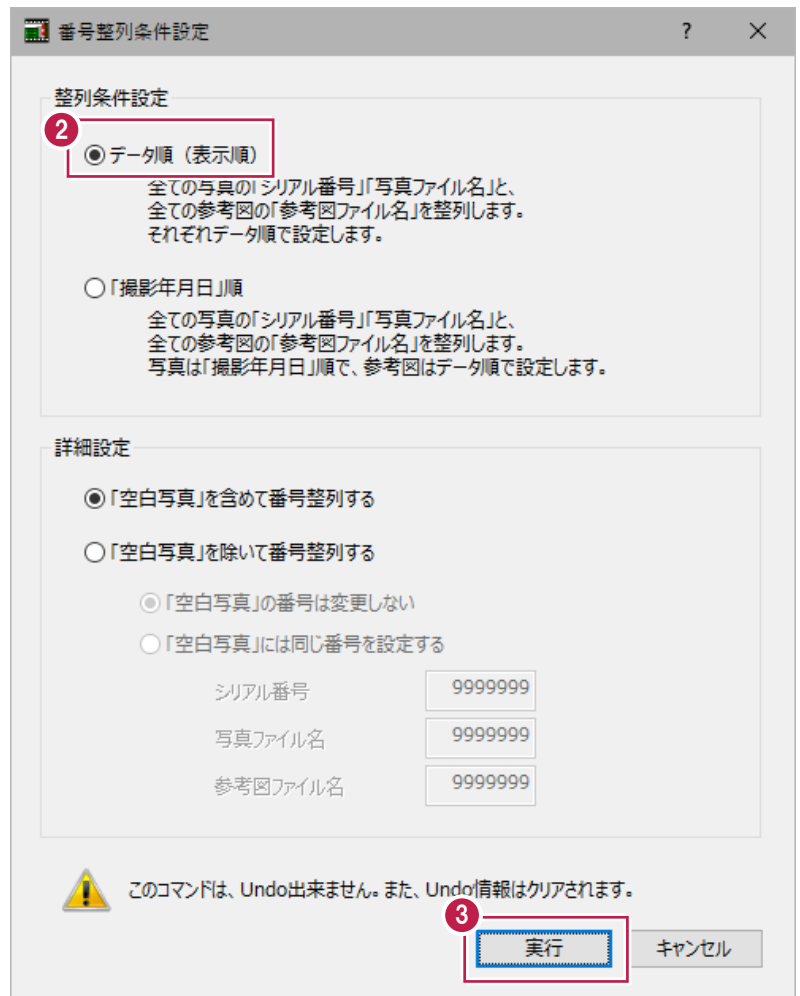 番号整列条件設定
?
整列条件設定
2
データ順（表示順）
全ての写真の「シリアル番号」「写真ファイル名」と、
全ての参考図の「参考図ファイル名」を整列します。
それぞれデータ順で設定します。
「撮影年月日」順
全ての写真の「シリアル番号」「写真ファイル名」と、
全ての参考図の「参考図ファイル名」を整列します。
写真は「撮影年月日」順で、参考図はデータ順で設定します。
詳細設定
「空白写真」を含めて番号整列する
「空白写真」を除いて番号整列する
「空白写真」の番号は変更しない
「空白写真」には同じ番号を設定する
シリアル番号 9999999
写真ファイル名 9999999
参考図ファイル名 9999999
このコマンドは、Undo出来ません。また、Undo情報はクリアされます。
3
実行 キャンセル